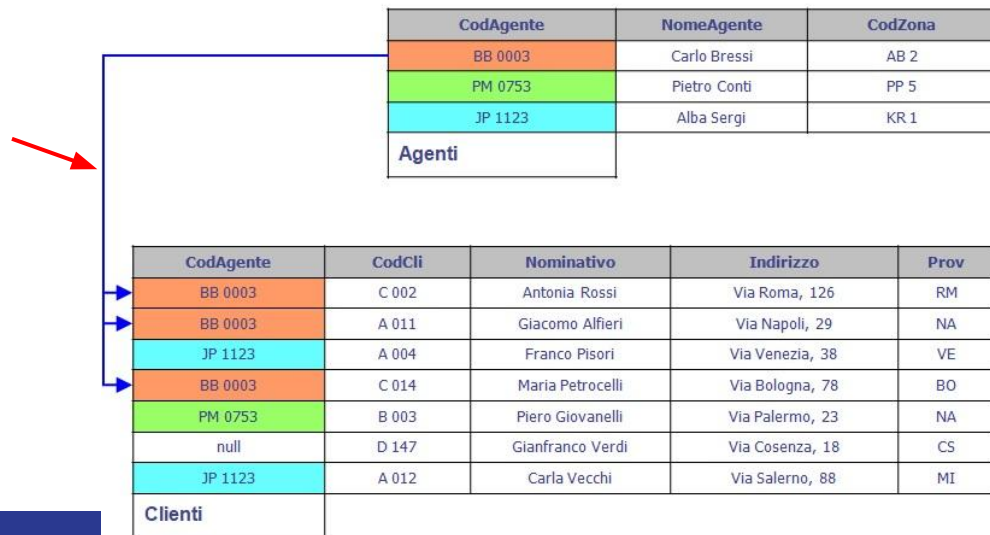 CodAgente NomeAgente CodZona
BB 0003 Carlo Bressi AB 2
PM 0753 Pietro Conti PP 5
JP 1123 Alba Sergi KR 1
Agenti
CodAgente CodCli Nominativo Indirizzo Prov
BB 0003 C 002 Antonia Rossi Via Roma, 126 RM
BB 0003 A 011 Giacomo Alfieri Via Napoli, 29 NA
JP 1123 A 004 Franco Pisori Via Venezia, 38 VE
BB 0003 C 014 Maria Petrocelli Via Bologna, 78 BO
PM 0753 B 003 Piero Giovanelli Via Palermo, 23 NA
null D 147 Gianfranco Verdi Via Cosenza, 18 CS
JP 1123 A 012 Carla Vecchi Via Salerno, 88 MI
Clienti